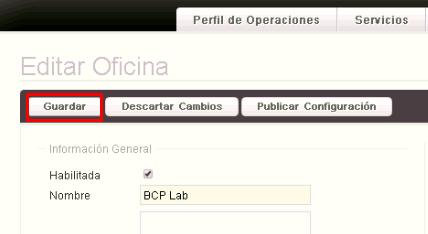 Perfil de Operaciones Servicios
Editar Oficina
Guardar Descartar Cambios Publicar Configuración
Información General
Habilitada
Nombre BCP Lab